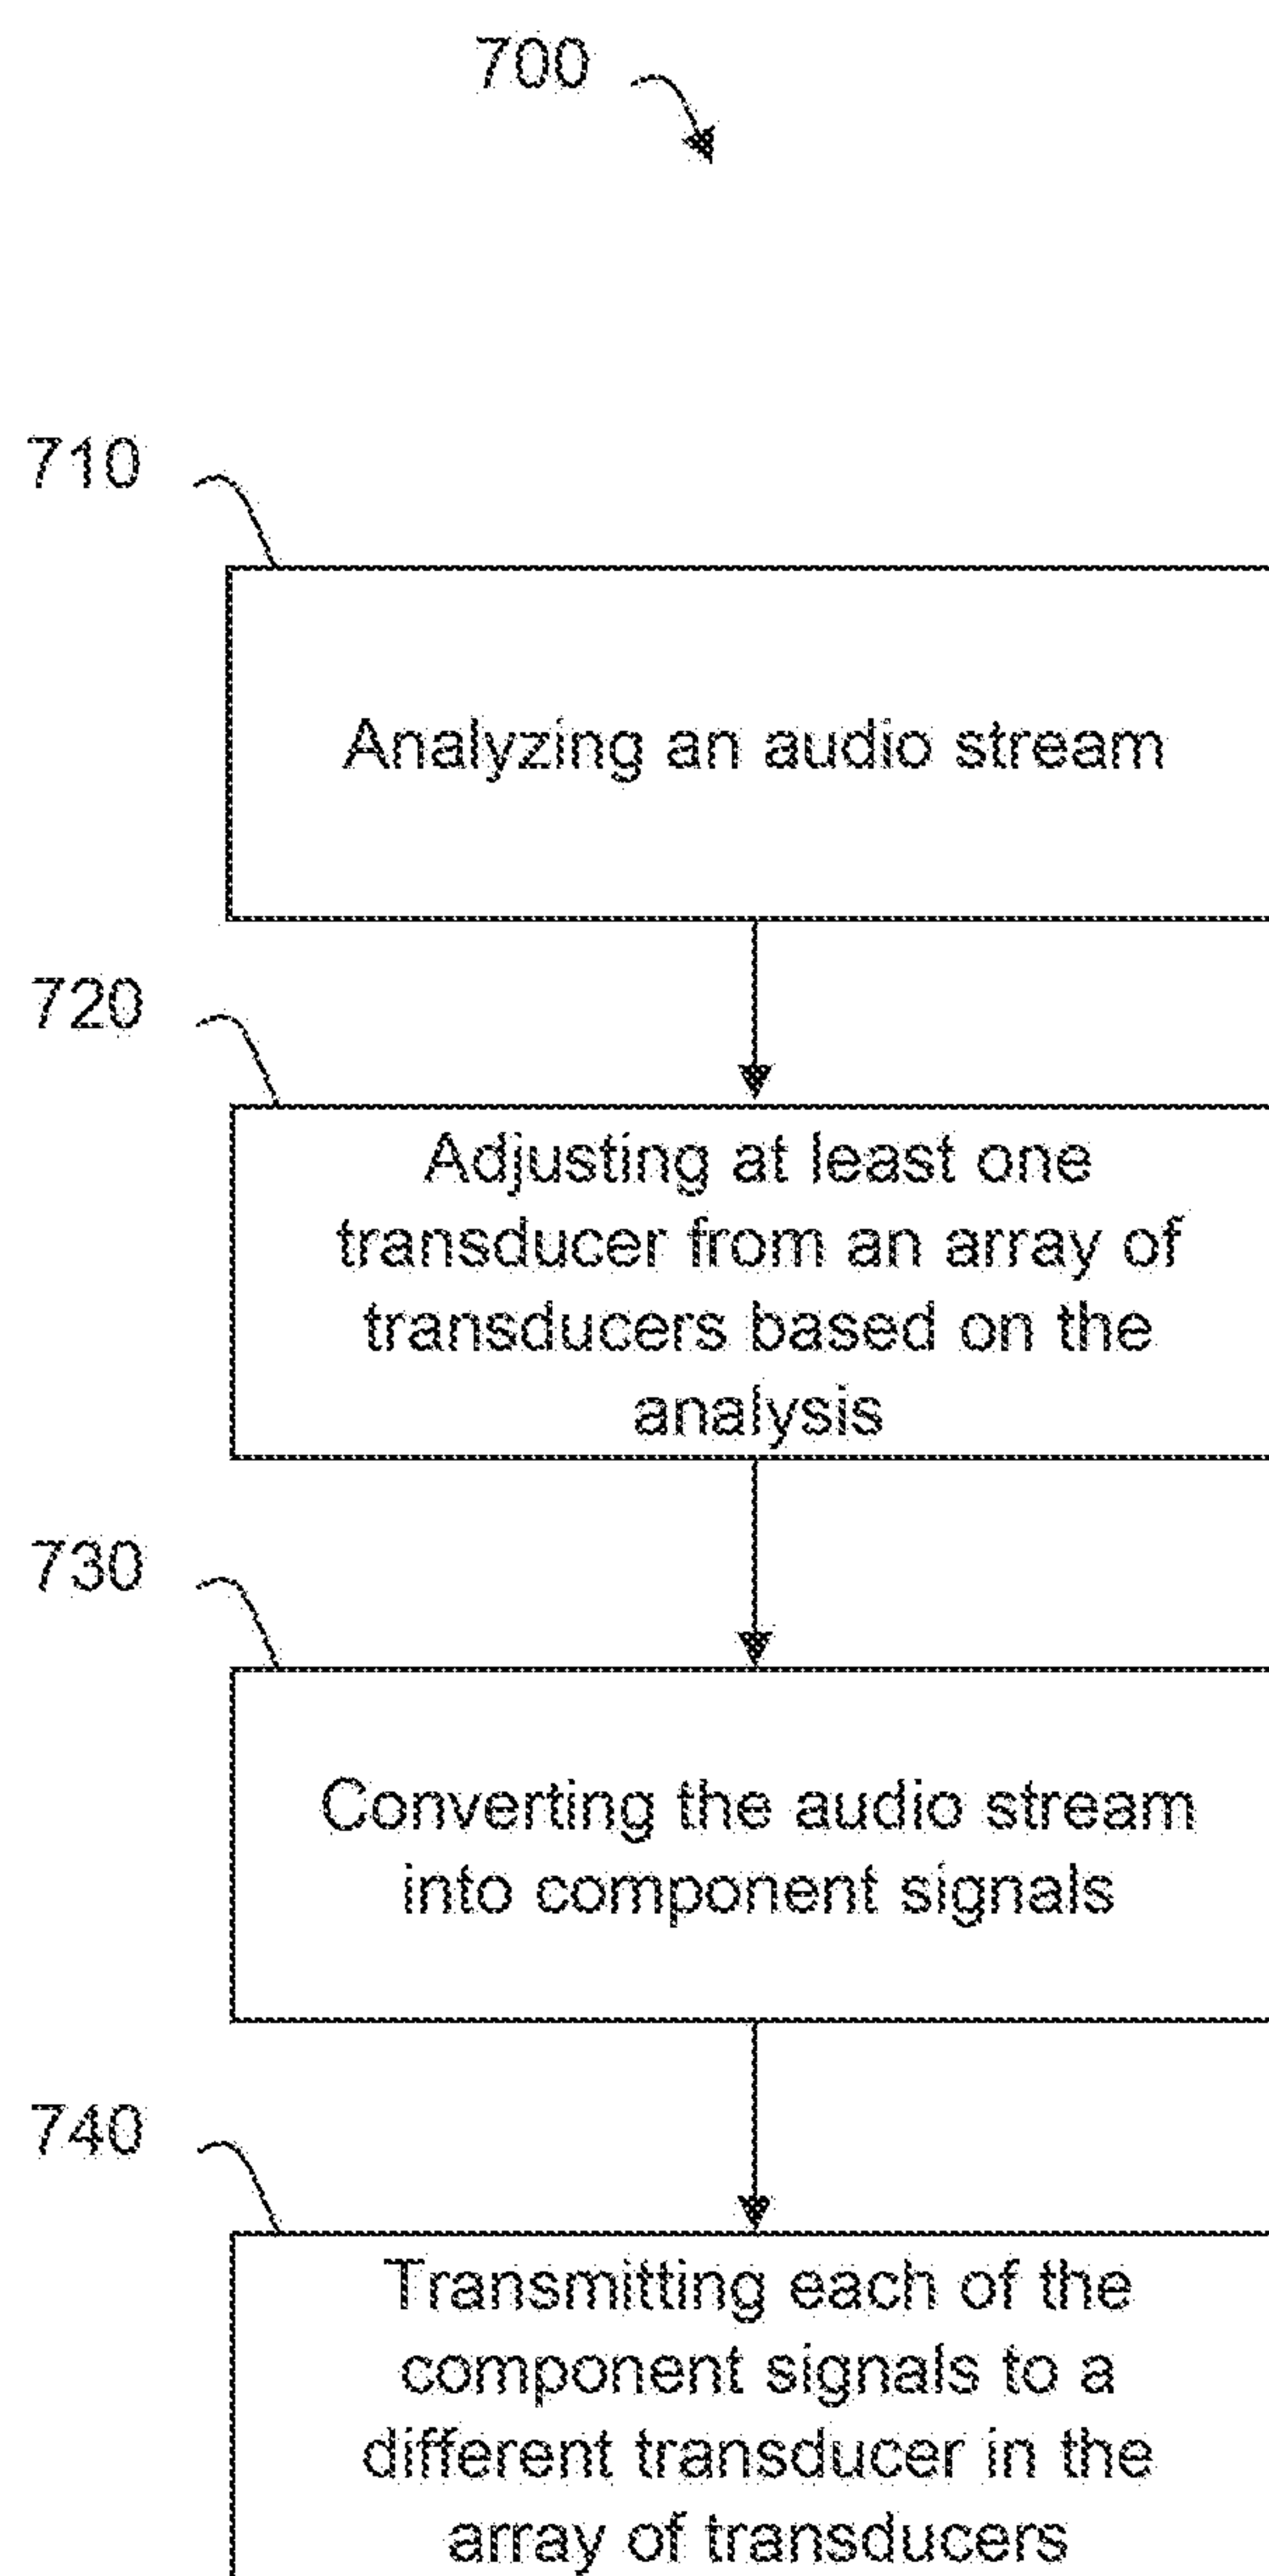 700
710
Analyzing an audio stream
720
Adjusting at least one
transducer from an array of
transducers based on the
analysis
730
Converting the audio stream
into component signals
740
Transmitting each of the
component signals to a
different transducer in the
array of transducers